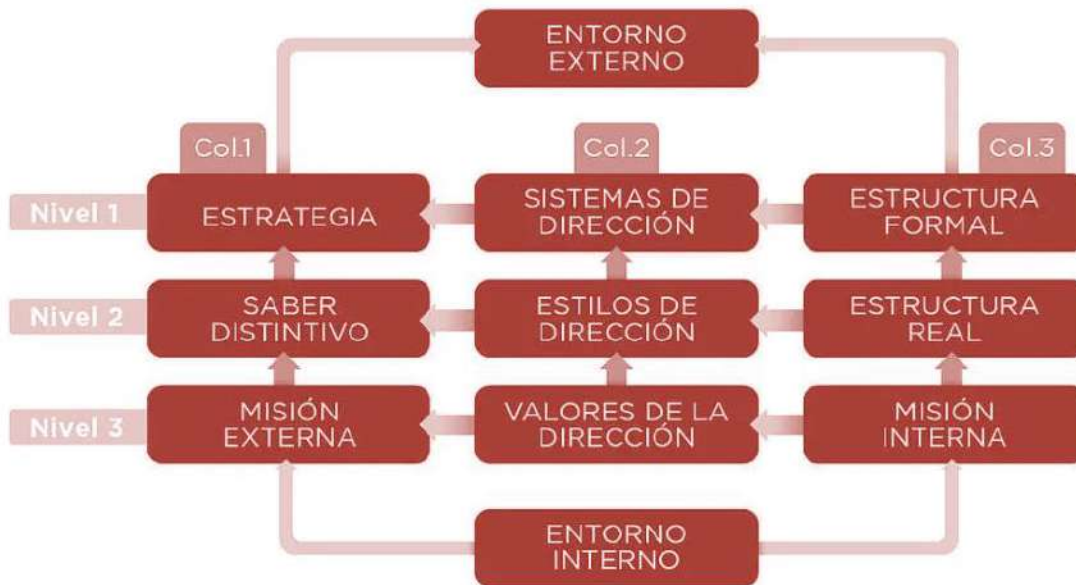 ENTORNO
EXTERNO
Col.1
Col.2
Col.3
Nivel 1
ESTRATEGIA
SISTEMAS DE
DIRECCIÓN
ESTRUCTURA
FORMAL
Nivel 2
SABER
DISTINTIVO
ESTILOS DE
DIRECCIÓN
ESTRUCTURA
REAL
Nivel 3
MISIÓN
EXTERNA
VALORES DE LA
DIRECCIÓN
MISIÓN
INTERNA
ENTORNO
INTERNO